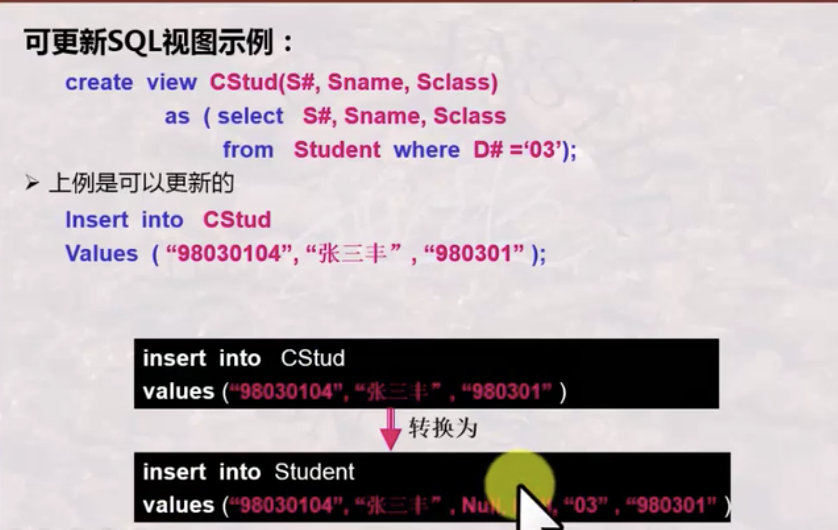 可更新SQL视图示例：
create view CStud(S#, Sname, Sclass)
as ( select S#, Sname, Sclass
from Student where D# =‘03’);
➢ 上例是可以更新的
Insert into CStud
Values ( “98030104”, “张三丰” , “980301” );
insert into CStud
values (“98030104”, “张三丰” , “980301” )
转换为
insert into Student
values (“98030104”, “张三丰” , Null, “03” , “980301” )